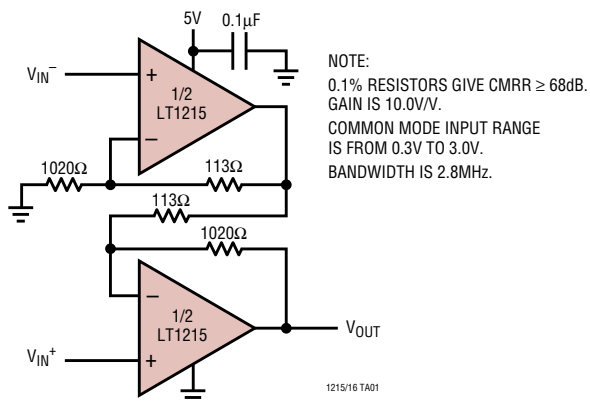 5V
0.1µF
VIN–
+
1/2
LT1215
–
NOTE:
0.1% RESISTORS GIVE CMRR ≥ 68dB.
GAIN IS 10.0V/V.
COMMON MODE INPUT RANGE
IS FROM 0.3V TO 3.0V.
BANDWIDTH IS 2.8MHz.
1020Ω
113Ω
113Ω
1020Ω
–
1/2
LT1215
+
VIN+
VOUT
1215/16 TA01